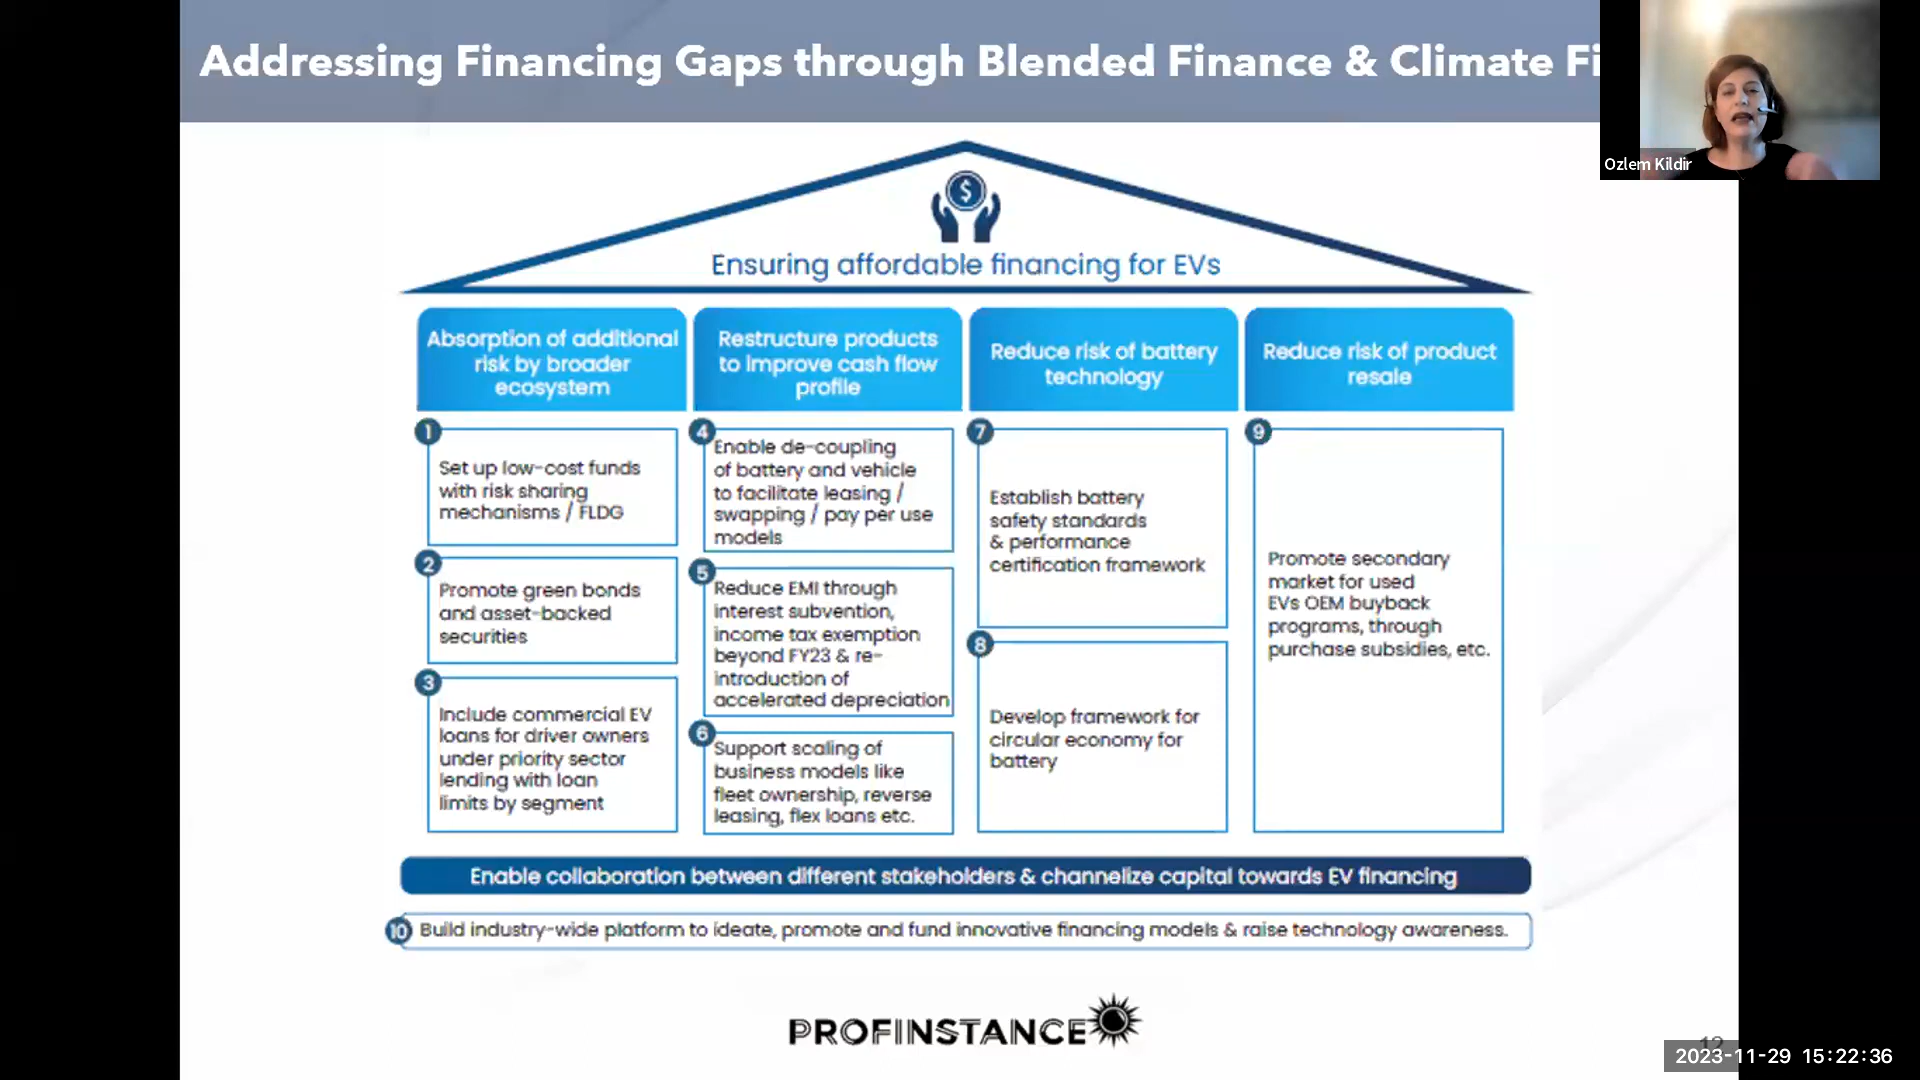 Addressing Financing Gaps through Blended Finance & Climate Fi
Ozlem Kildir
$
Ensuring affordable financing for EVs
Absorption of additional
risk by broader
ecosystem
Restructure products
to improve cash flow
profile
Reduce risk of battery
technology
Reduce risk of product
resale
1
Set up low-cost funds
with risk sharing
mechanisms / FLDG
2
Promote green bonds
and asset-backed
securities
3
Include commercial EV
loans for driver owners
under priority sector
lending with loan
limits by segment
4
Enable de-coupling
of battery and vehicle
to facilitate leasing /
swapping / pay per use
models
5
Reduce EMI through
interest subvention,
income tax exemption
beyond FY23 & re-
introduction of
accelerated depreciation
6
Support scaling of
business models like
fleet ownership, reverse
leasing, flex loans etc.
7
Establish battery
safety standards
& performance
certification framework
8
Develop framework for
circular economy for
battery
9
Promote secondary
market for used
EVs OEM buyback
programs, through
purchase subsidies, etc.
Enable collaboration between different stakeholders & channelize capital towards EV financing
10 Build industry-wide platform to ideate, promote and fund innovative financing models & raise technology awareness.
PROFINSTANCE
12
2023-11-29 15:22:36